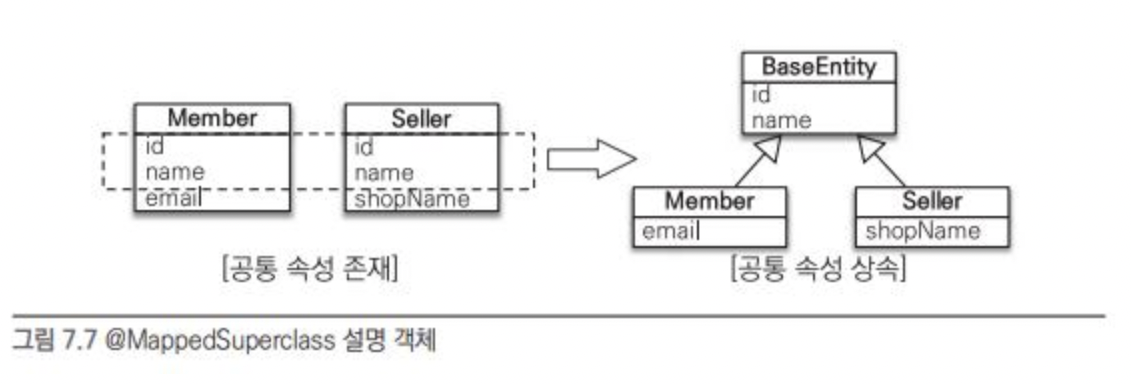 Member
id
name
email
Seller
id
name
shopName
[공통 속성 존재]
BaseEntity
id
name
Member
email
Seller
shopName
[공통 속성 상속]
그림 7.7 @MappedSuperclass 설명 객체